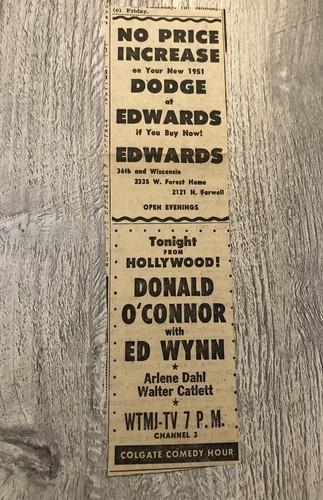 (c) Friday,
NO PRICE
INCREASE
on Your New 1951
DODGE
at
EDWARDS
if You Buy Now!
EDWARDS
36th and Wisconsin
2335 W. Forest Home
2121 N. Farwell
OPEN EVENINGS
Tonight
FROM
HOLLYWOOD!
DONALD
O'CONNOR
with
ED WYNN
★
Arlene Dahl
Walter Catlett
★
WTMJ-TV 7 P. M.
CHANNEL 3
COLGATE COMEDY HOUR